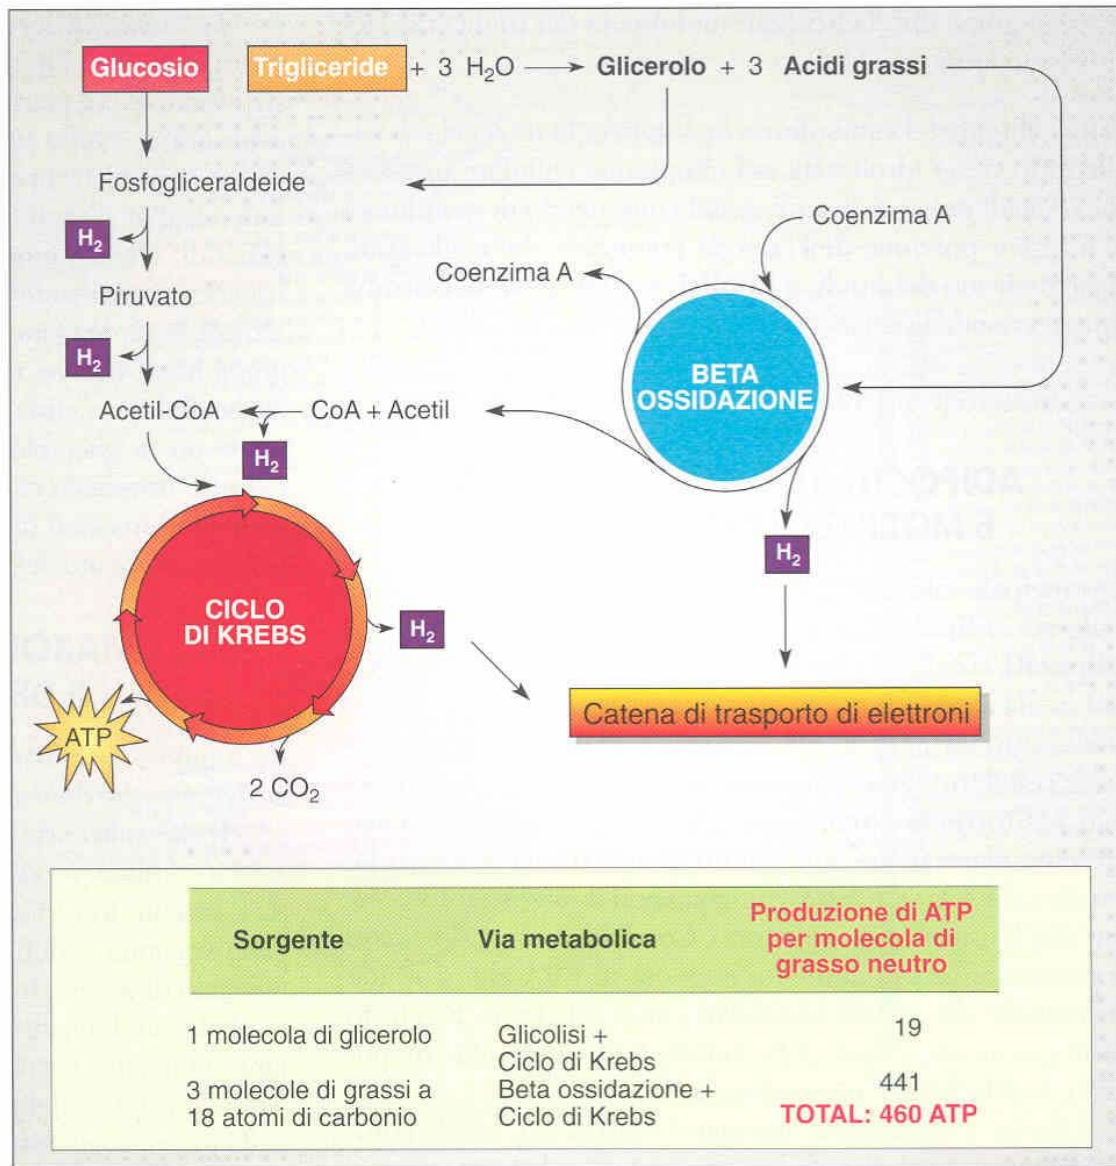 Glucosio
Trigliceride + 3 H₂O → Glicerolo + 3 Acidi grassi
Fosfogliceraldeide
Coenzima A
H₂
Coenzima A
Piruvato
H₂
BETA
OSSIDAZIONE
Acetil-CoA
CoA + Acetil
H₂
H₂
CICLO
DI KREBS
H₂
Catena di trasporto di elettroni
ATP
2 CO₂
Sorgente
Via metabolica
Produzione di ATP
per molecola di
grasso neutro
1 molecola di glicerolo
Glicolisi +
Ciclo di Krebs
19
3 molecole di grassi a
18 atomi di carbonio
Beta ossidazione +
Ciclo di Krebs
441
TOTAL: 460 ATP